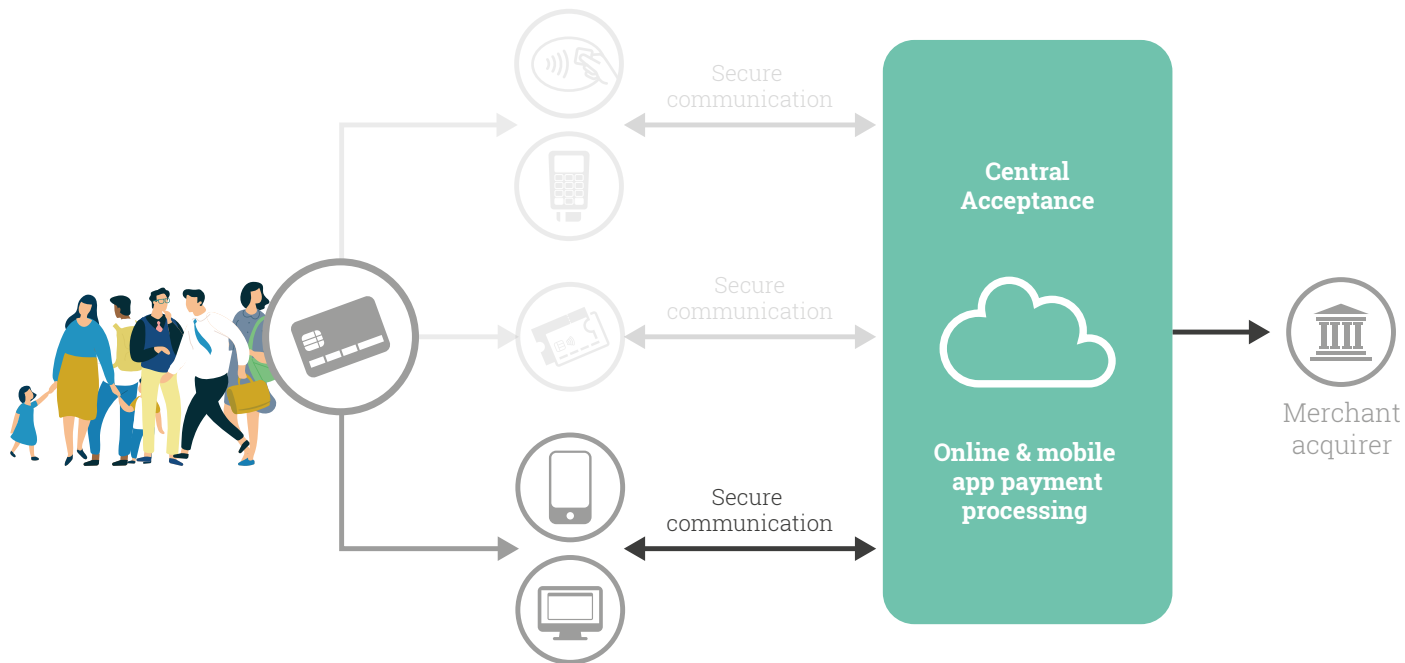 Secure
communication
Central
Acceptance
Secure
communication
Merchant
acquirer
Online & mobile
app payment
processing
Secure
communication